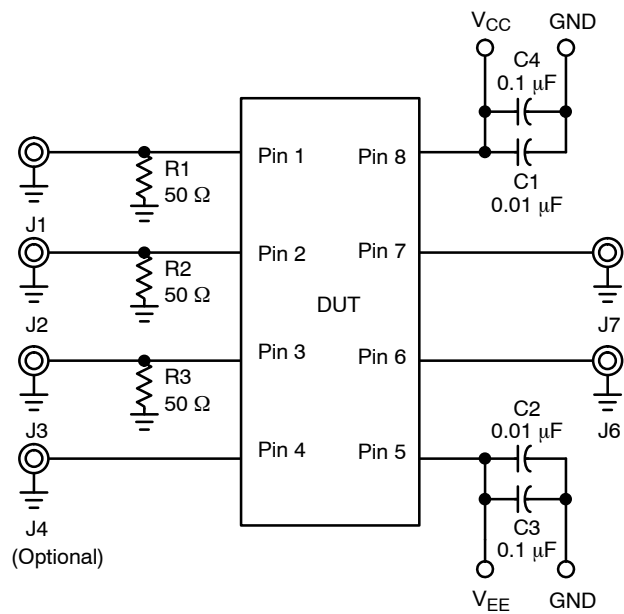 VCC GND
C4
0.1 μF
C1
0.01 μF
Pin 1 Pin 8
R1
50 Ω
J1
Pin 2 Pin 7
R2
50 Ω
DUT
J2 J7
Pin 3 Pin 6
R3
50 Ω
J3 J6
C2
0.01 μF
Pin 4 Pin 5
C3
0.1 μF
J4
(Optional)
VEE GND